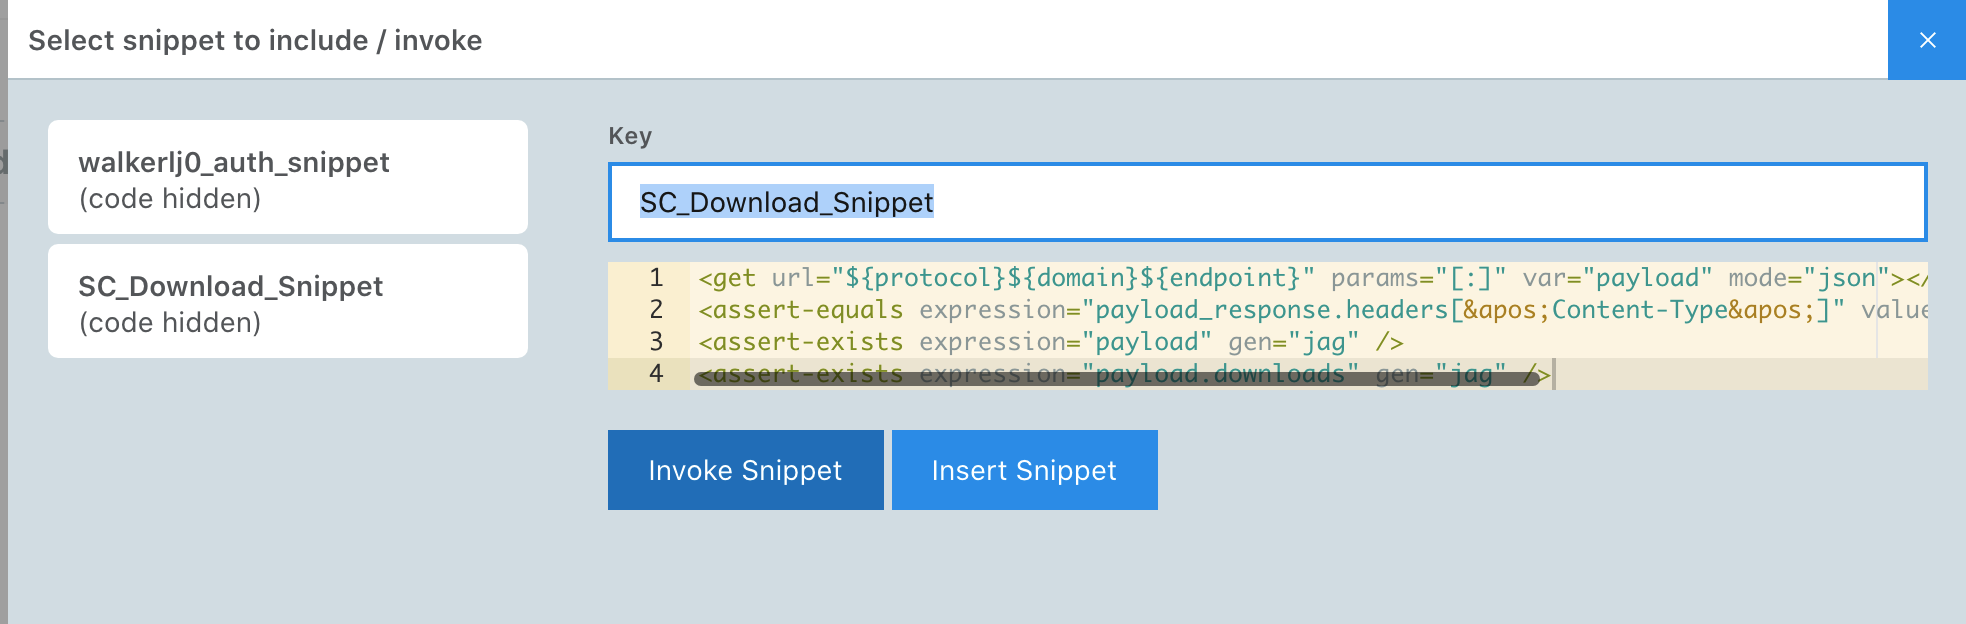 Select snippet to include / invoke
walkerlj0_auth_snippet
(code hidden)
SC_Download_Snippet
(code hidden)
Key
SC_Download_Snippet
1 <get url="${protocol}${domain}${endpoint}" params="[:]" var="payload" mode="json"></
2 <assert-equals expression="payload_response.headers[&apos;Content-Type&apos;]" value
3 <assert-exists expression="payload" gen="jag" />
4 <assert-exists expression="payload.downloads" gen="jag" />
Invoke Snippet
Insert Snippet